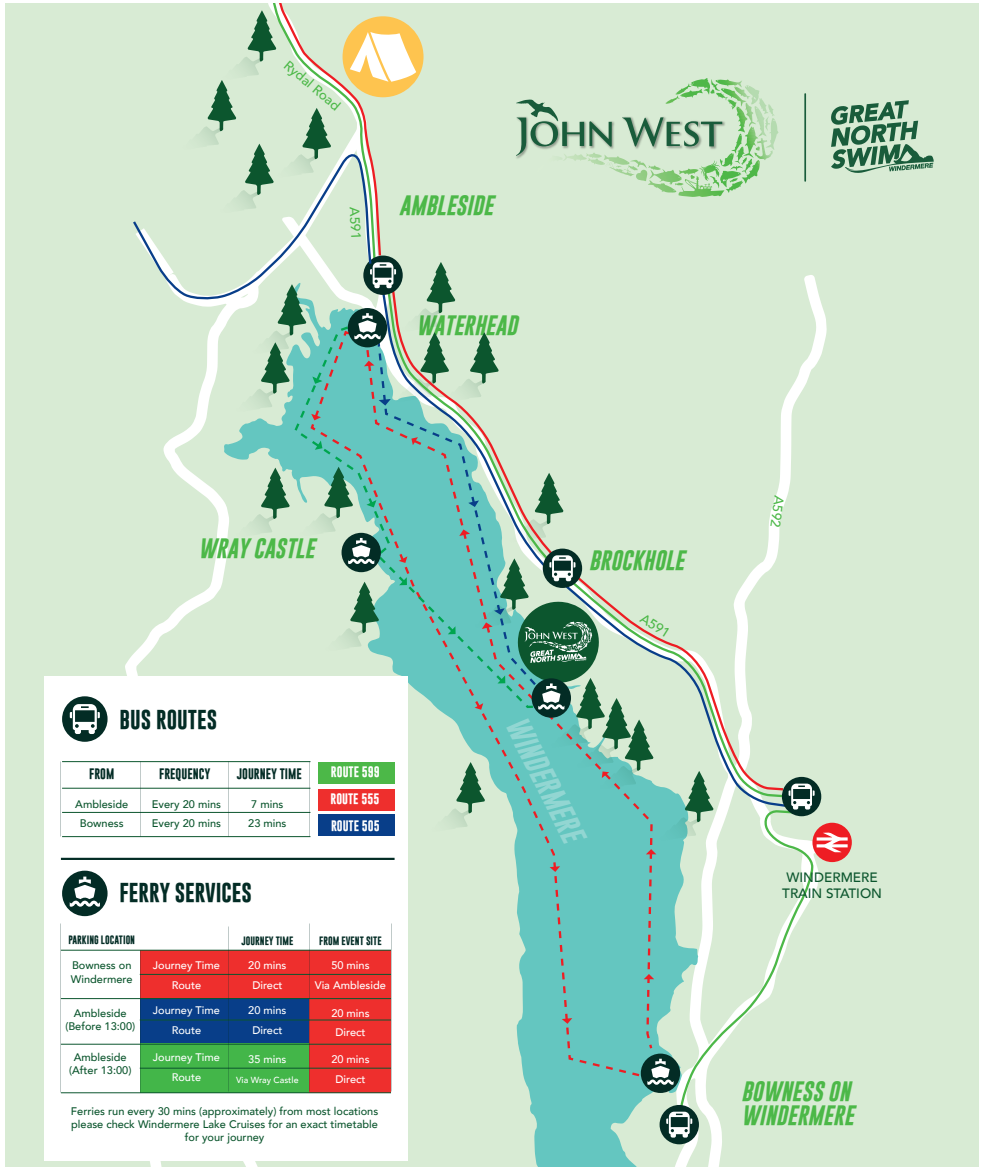 Rydal Road
JOHN WEST
GREAT
NORTH
SWIM
WINDERMERE
AMBLESIDE
A591
WATERHEAD
A592
WRAY CASTLE
BROCKHOLE
A591
JOHN WEST
GREAT
NORTH SWIM
WINDERMERE
WINDERMERE
TRAIN STATION
BOWNESS ON
WINDERMERE
BUS ROUTES
FROM FREQUENCY JOURNEY TIME ROUTE 599
Ambleside Every 20 mins 7 mins ROUTE 555
Bowness Every 20 mins 23 mins ROUTE 505
FERRY SERVICES
PARKING LOCATION JOURNEY TIME FROM EVENT SITE
Bowness on Windermere Journey Time 20 mins 50 mins
Route Direct Via Ambleside
Ambleside (Before 13:00) Journey Time 20 mins 20 mins
Route Direct Direct
Ambleside (After 13:00) Journey Time 35 mins 20 mins
Route Via Wray Castle Direct
Ferries run every 30 mins (approximately) from most locations
please check Windermere Lake Cruises for an exact timetable
for your journey